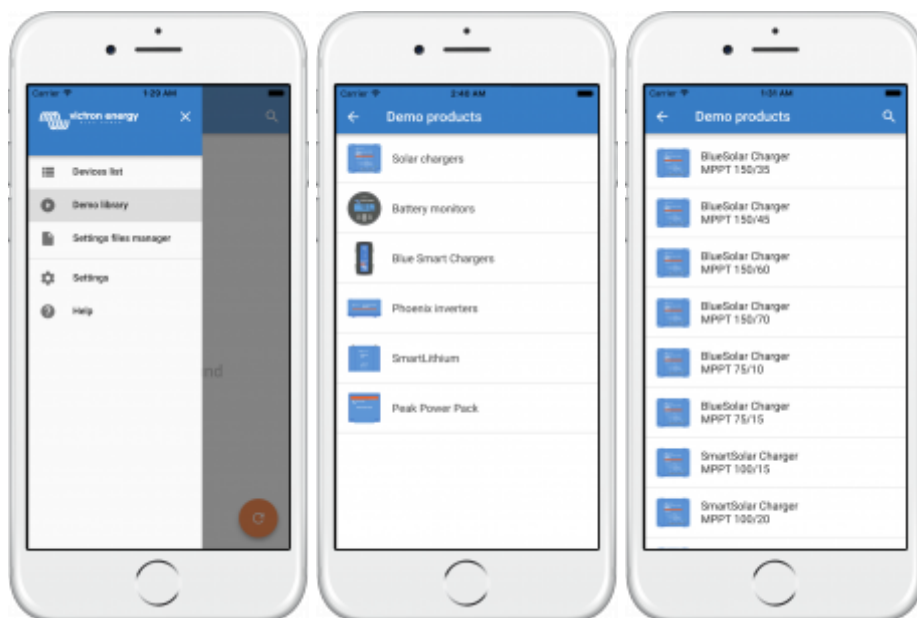 Carrier 1:29 AM
victron energy
Devices list
Demo library
Settings files manager
Settings
Help
nd
Carrier 2:46 AM
Demo products
Solar chargers
Battery monitors
Blue Smart Chargers
Phoenix inverters
SmartLithium
Peak Power Pack
Carrier 1:31 AM
Demo products
BlueSolar Charger
MPPT 150/35
BlueSolar Charger
MPPT 150/45
BlueSolar Charger
MPPT 150/60
BlueSolar Charger
MPPT 150/70
BlueSolar Charger
MPPT 75/10
BlueSolar Charger
MPPT 75/15
SmartSolar Charger
MPPT 100/15
SmartSolar Charger
MPPT 100/20